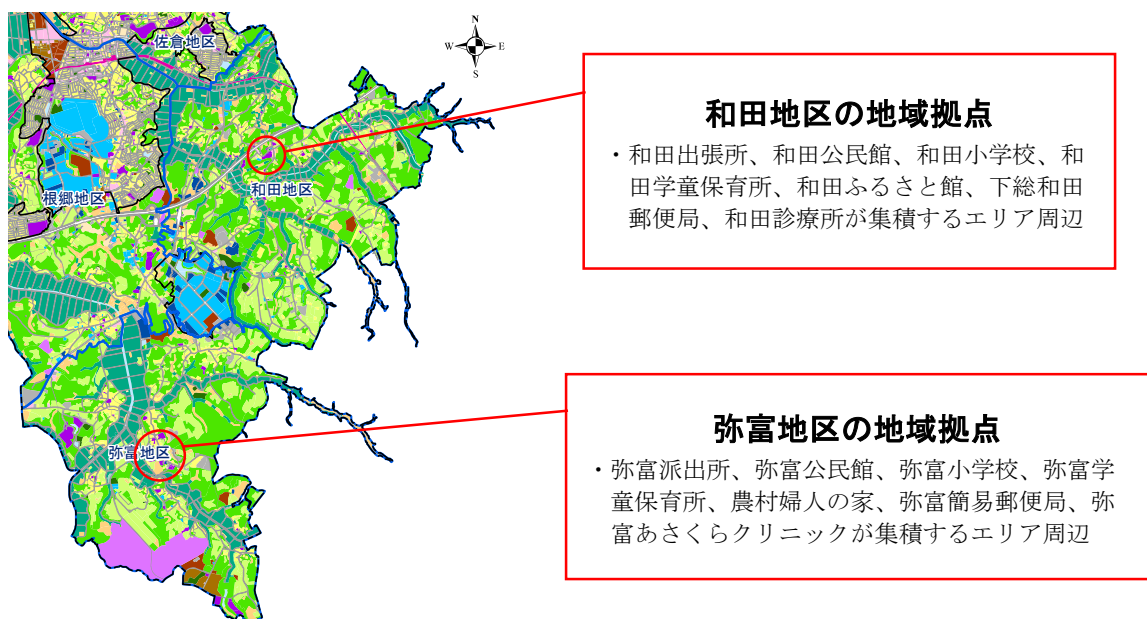 佐倉地区
N
W
E
S
和田地区
根郷地区
弥富地区
和田地区の地域拠点
・和田出張所、和田公民館、和田小学校、和
田学童保育所、和田ふるさと館、下総和田
郵便局、和田診療所が集積するエリア周辺
弥富地区の地域拠点
・弥富派出所、弥富公民館、弥富小学校、弥富学
童保育所、農村婦人の家、弥富簡易郵便局、弥
富あさくらクリニックが集積するエリア周辺